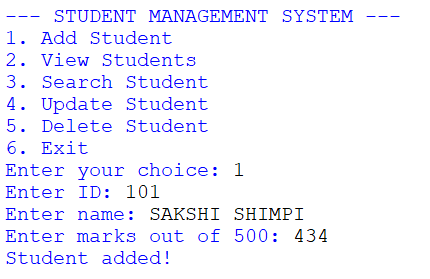 --- STUDENT MANAGEMENT SYSTEM ---
1. Add Student
2. View Students
3. Search Student
4. Update Student
5. Delete Student
6. Exit
Enter your choice: 1
Enter ID: 101
Enter name: SAKSHI SHIMPI
Enter marks out of 500: 434
Student added!